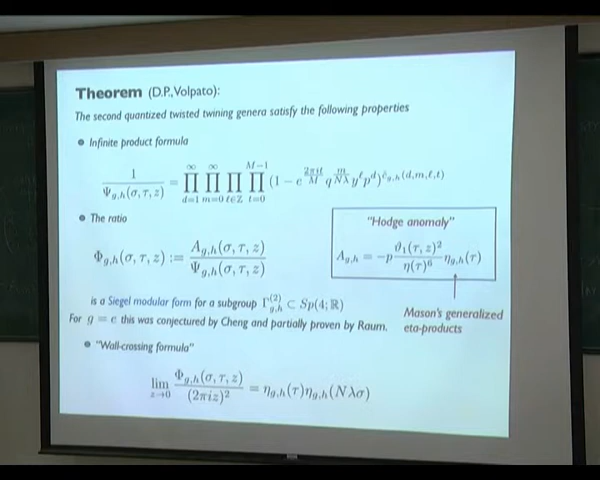 Theorem (D.P., Volpato):
The second quantized twisted twining genera satisfy the following properties
• Infinite product formula
1/Ψ_{g,h}(σ,τ,z) = ∏_{d=1}^{∞} ∏_{m=0}^{∞} ∏_{ℓ∈ℤ} ∏_{t=0}^{M−1} (1 − e^{2πit/M} q^{m/Nλ} y^ℓ p^d)^{ĉ_{g,h}(d,m,ℓ,t)}
• The ratio
Φ_{g,h}(σ,τ,z) := A_{g,h}(σ,τ,z)/Ψ_{g,h}(σ,τ,z)
"Hodge anomaly"
A_{g,h} = −p ϑ₁(τ,z)²/η(τ)⁶ η_{g,h}(τ)
is a Siegel modular form for a subgroup Γ_{g,h}^{(2)} ⊂ Sp(4;ℝ)
For g = e this was conjectured by Cheng and partially proven by Raum.
Mason's generalized
eta-products
• "Wall-crossing formula"
lim_{z→0} Φ_{g,h}(σ,τ,z)/(2πiz)² = η_{g,h}(τ)η_{g,h}(Nλσ)